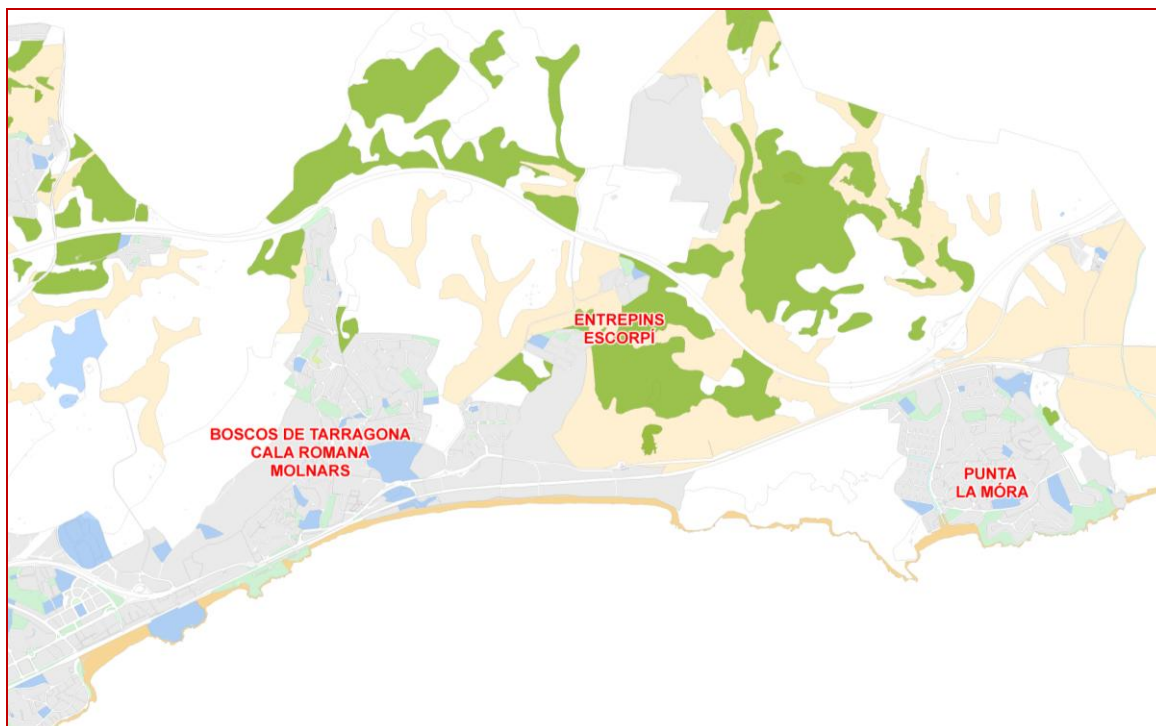 ENTREPINS
ESCORPÍ
BOSCOS DE TARRAGONA
CALA ROMANA
MOLNARS
PUNTA
LA MÓRA